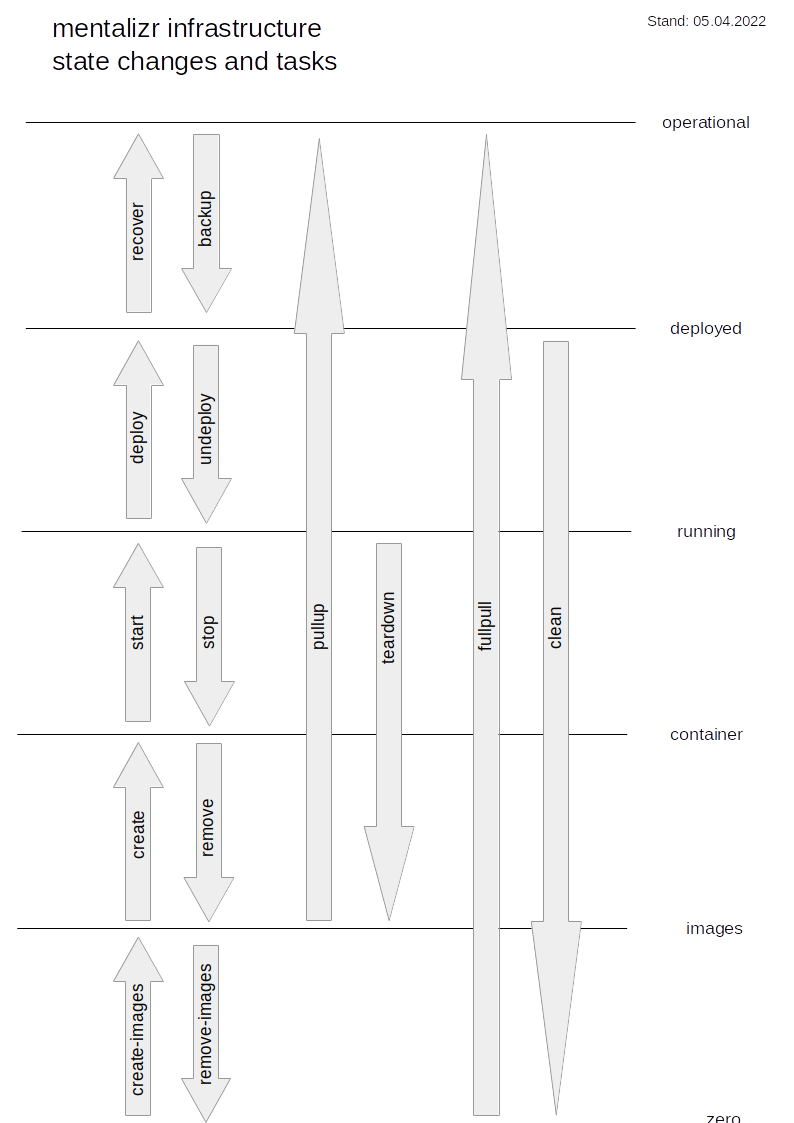 mentalizr infrastructure
state changes and tasks
Stand: 05.04.2022
operational
recover
backup
deployed
deploy
undeploy
running
start
stop
pullup
teardown
fullpull
clean
container
create
remove
images
create-images
remove-images
zero